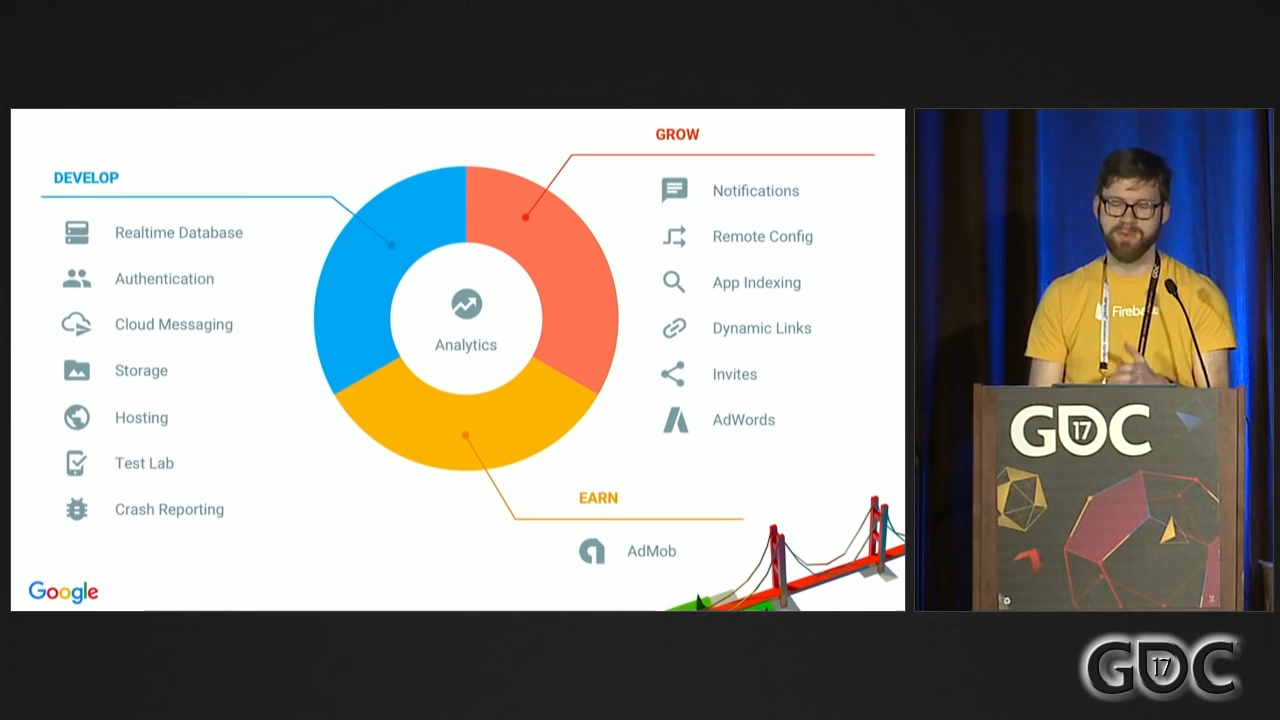 DEVELOP
Realtime Database
Authentication
Cloud Messaging
Storage
Hosting
Test Lab
Crash Reporting
Analytics
GROW
Notifications
Remote Config
App Indexing
Dynamic Links
Invites
AdWords
EARN
AdMob
Google
GDC
17
GDC
17